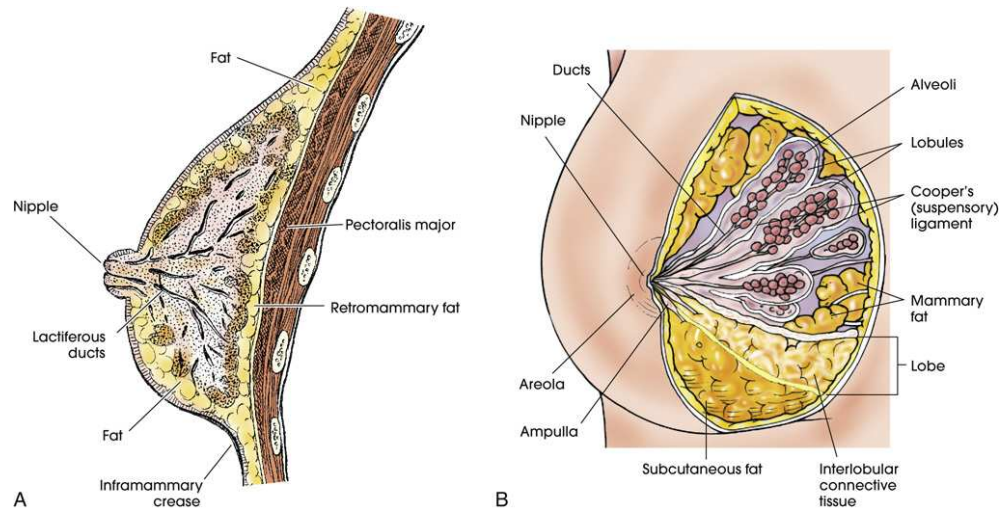 Fat
Nipple
Pectoralis major
Retromammary fat
Lactiferous
ducts
Fat
Inframammary
crease
A
Ducts
Nipple
Alveoli
Lobules
Cooper's
(suspensory)
ligament
Mammary
fat
Lobe
Areola
Ampulla
Subcutaneous fat
Interlobular
connective
tissue
B